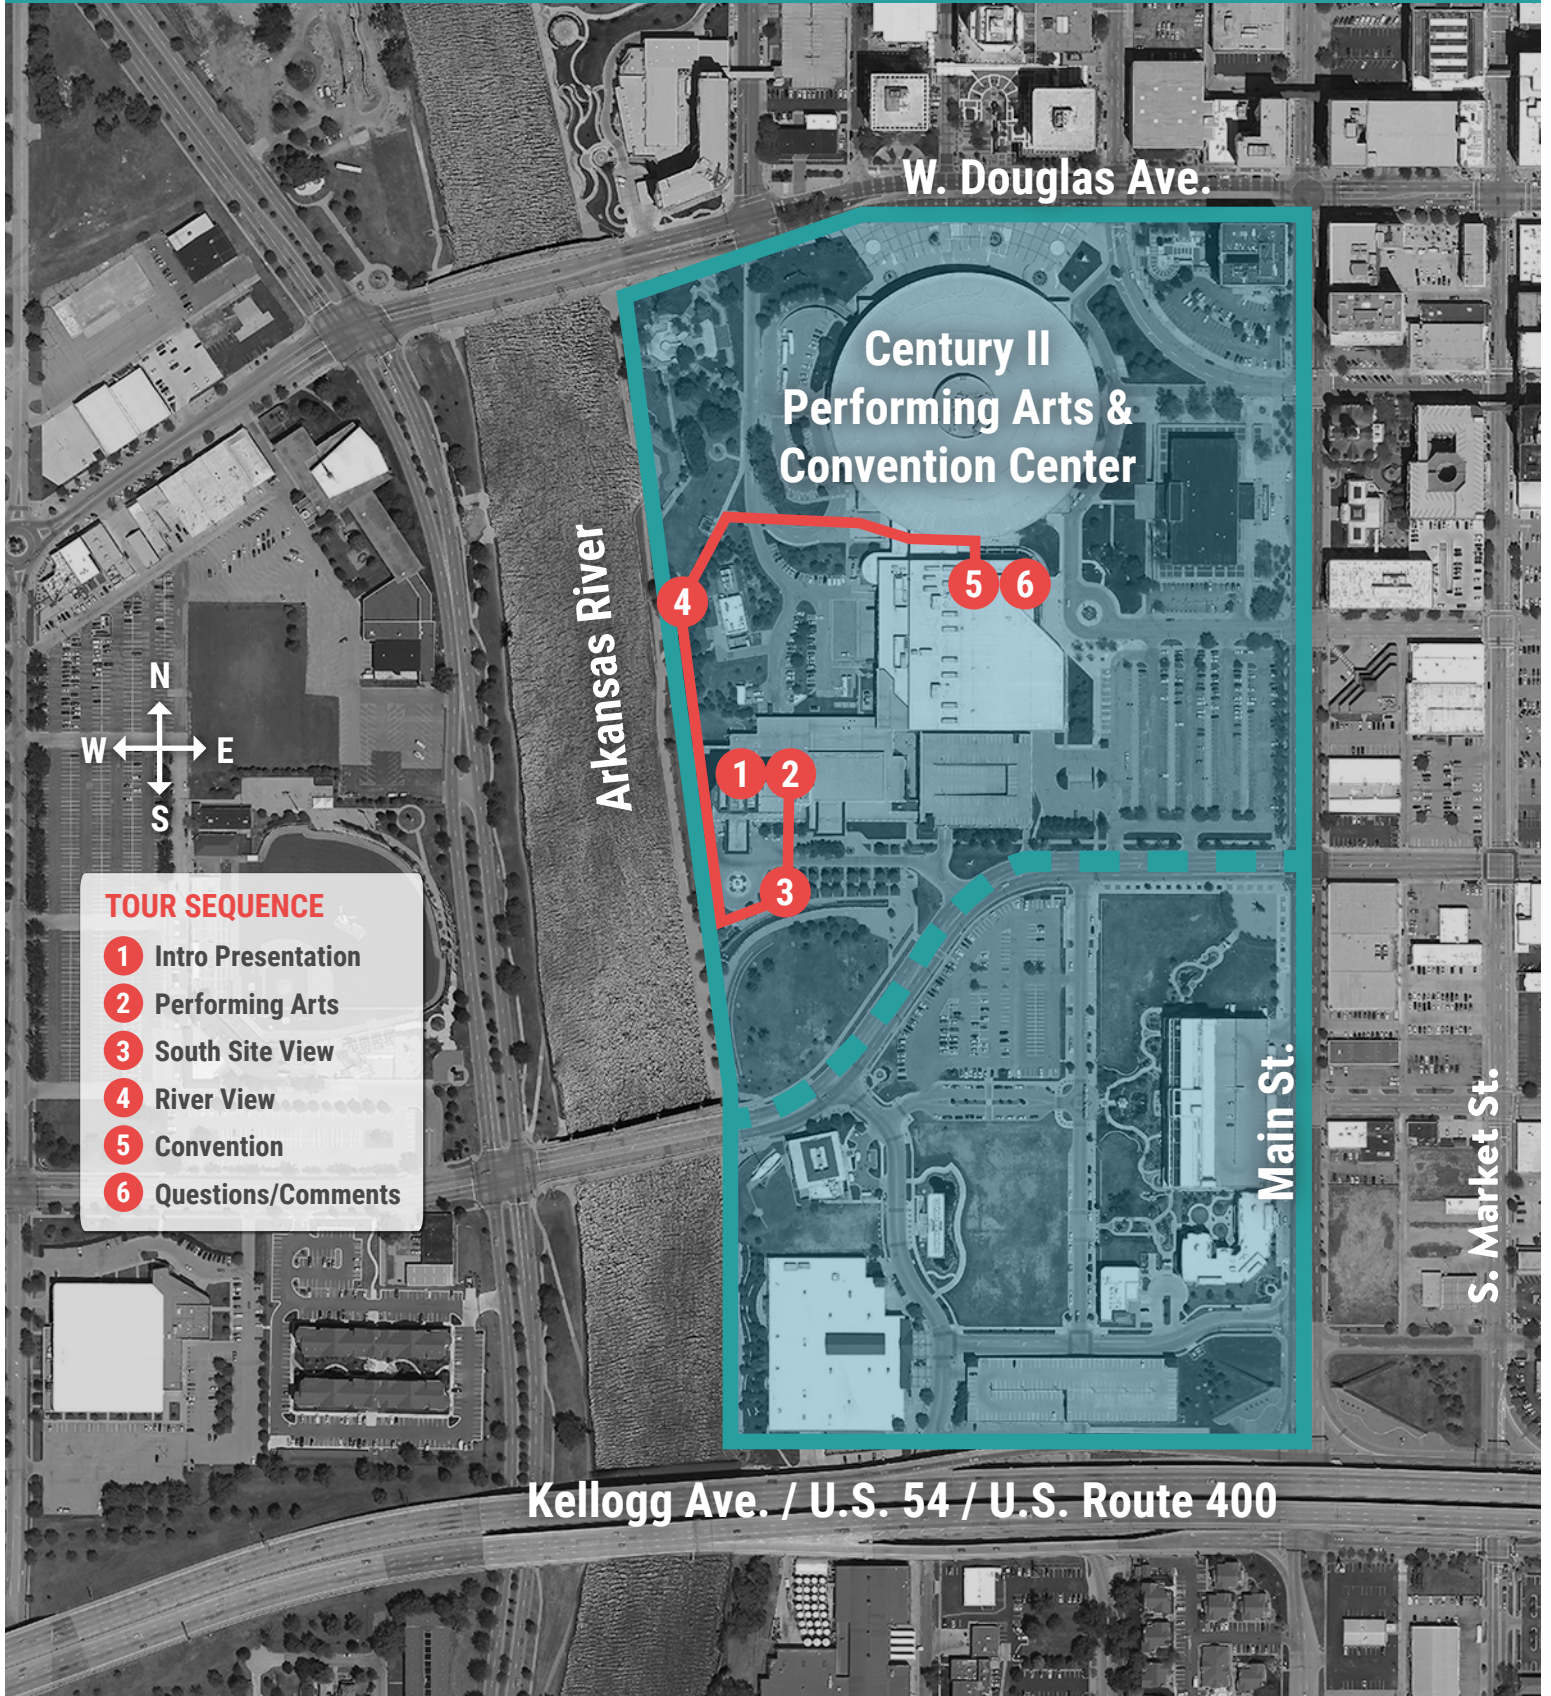 W. Douglas Ave.
Century II
Performing Arts &
Convention Center
Arkansas River
5
6
4
N
W
E
S
1
2
3
TOUR SEQUENCE
1 Intro Presentation
2 Performing Arts
3 South Site View
4 River View
5 Convention
6 Questions/Comments
Main St.
S. Market St.
Kellogg Ave. / U.S. 54 / U.S. Route 400